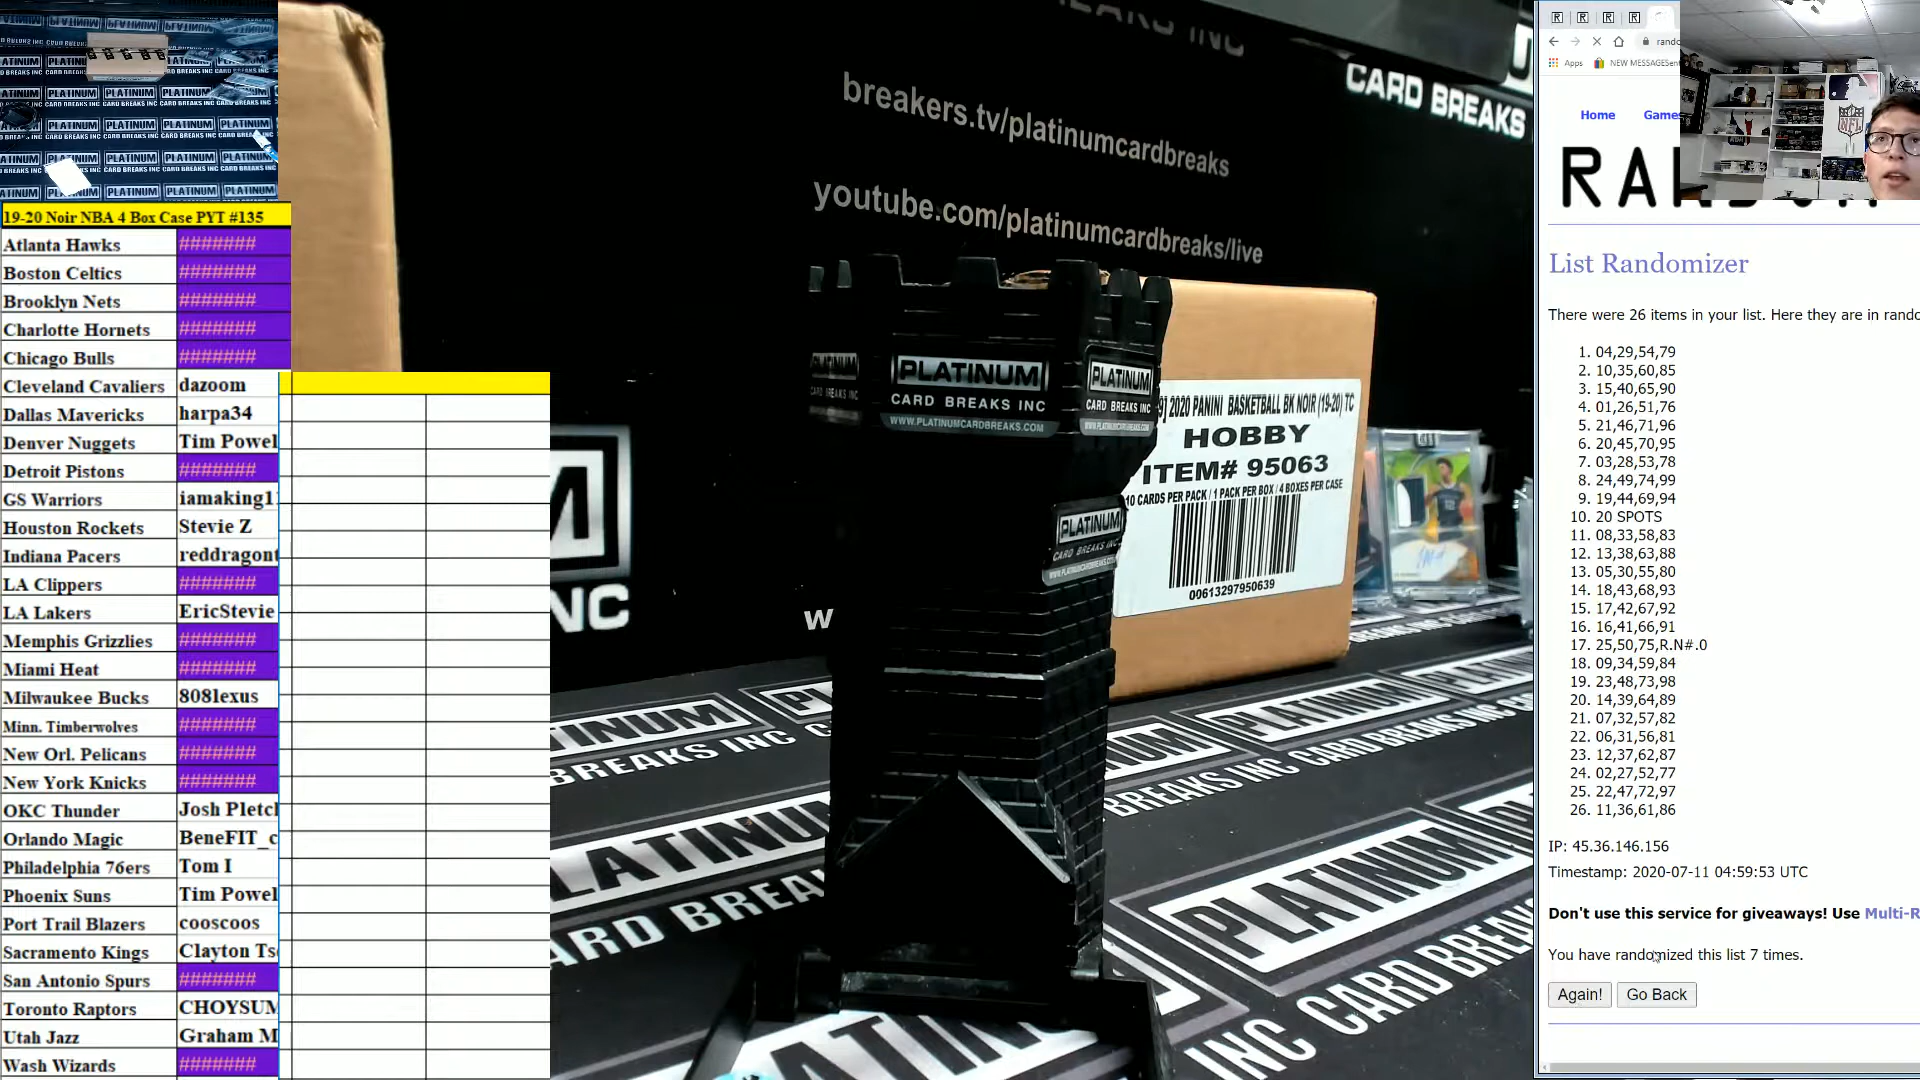 19-20 Noir NBA 4 Box Case PYT #135
Atlanta Hawks #######
Boston Celtics #######
Brooklyn Nets #######
Charlotte Hornets #######
Chicago Bulls #######
Cleveland Cavaliers dazoom
Dallas Mavericks harpa34
Denver Nuggets Tim Powel
Detroit Pistons #######
GS Warriors iamaking1
Houston Rockets Stevie Z
Indiana Pacers reddragont
LA Clippers #######
LA Lakers EricStevie
Memphis Grizzlies #######
Miami Heat #######
Milwaukee Bucks 808lexus
Minn. Timberwolves #######
New Orl. Pelicans #######
New York Knicks #######
OKC Thunder Josh Pletc
Orlando Magic BeneFIT_c
Philadelphia 76ers Tom I
Phoenix Suns Tim Powel
Port Trail Blazers cooscoos
Sacramento Kings Clayton Ts
San Antonio Spurs #######
Toronto Raptors CHOYSUM
Utah Jazz Graham M
Wash Wizards #######
breakers.tv/platinumcardbreaks
youtube.com/platinumcardbreaks/live
CARD BREAKS
PLATINUM
CARD BREAKS INC
WWW.PLATINUMCARDBREAKS.COM
PLATINUM
CARD BREAKS INC
PLATINUM
CARD BREAKS INC
2020 PANINI BASKETBALL BK NOIR (19-20) TC
HOBBY
ITEM# 95063
10 CARDS PER PACK / 1 PACK PER BOX / 4 BOXES PER CASE
00613297950639
Apps NEW MESSAGE
Home Games
List Randomizer
There were 26 items in your list. Here they are in rando
1. 04,29,54,79
2. 10,35,60,85
3. 15,40,65,90
4. 01,26,51,76
5. 21,46,71,96
6. 20,45,70,95
7. 03,28,53,78
8. 24,49,74,99
9. 19,44,69,94
10. 20 SPOTS
11. 08,33,58,83
12. 13,38,63,88
13. 05,30,55,80
14. 18,43,68,93
15. 17,42,67,92
16. 16,41,66,91
17. 25,50,75,R.N#.0
18. 09,34,59,84
19. 23,48,73,98
20. 14,39,64,89
21. 07,32,57,82
22. 06,31,56,81
23. 12,37,62,87
24. 02,27,52,77
25. 22,47,72,97
26. 11,36,61,86
IP: 45.36.146.156
Timestamp: 2020-07-11 04:59:53 UTC
Don't use this service for giveaways! Use Multi-R
You have randomized this list 7 times.
Again! Go Back